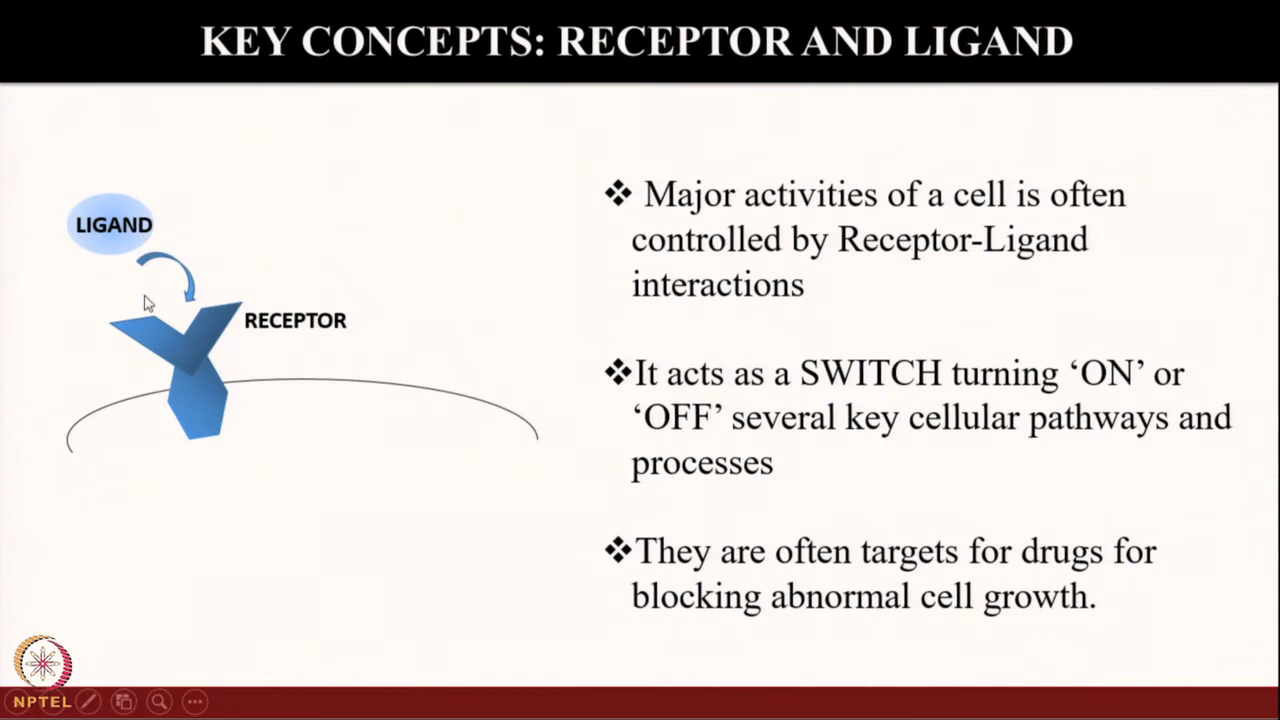 KEY CONCEPTS: RECEPTOR AND LIGAND
LIGAND
RECEPTOR
❖ Major activities of a cell is often
controlled by Receptor-Ligand
interactions
❖It acts as a SWITCH turning ‘ON’ or
‘OFF’ several key cellular pathways and
processes
❖They are often targets for drugs for
blocking abnormal cell growth.
NPTEL